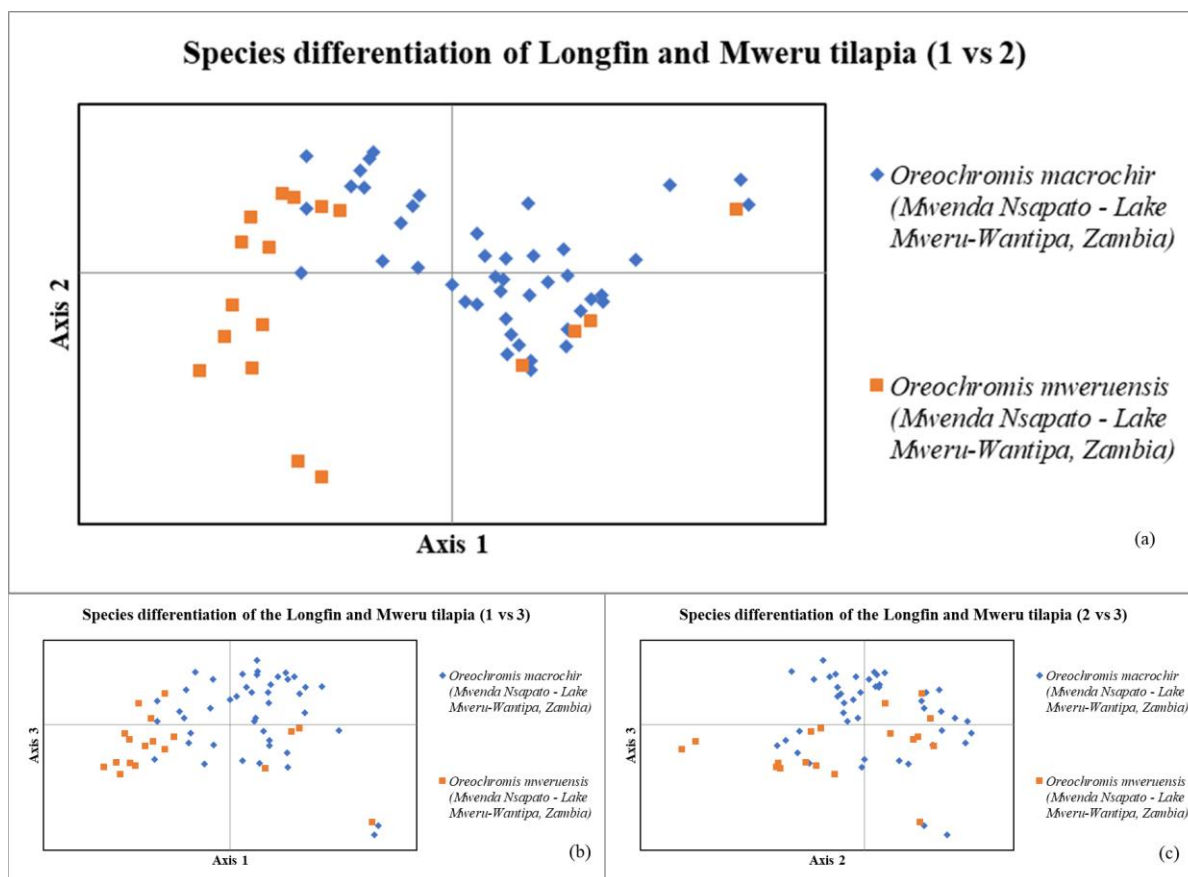 Species differentiation of Longfin and Mweru tilapia (1 vs 2)
Axis 2
Axis 1
Oreochromis macrochir
(Mwenda Nsapato - Lake
Mweru-Wantipa, Zambia)
Oreochromis mweruensis
(Mwenda Nsapato - Lake
Mweru-Wantipa, Zambia)
(a)
Species differentiation of the Longfin and Mweru tilapia (1 vs 3)
Axis 3
Axis 1
Oreochromis macrochir
(Mwenda Nsapato - Lake
Mweru-Wantipa, Zambia)
Oreochromis mweruensis
(Mwenda Nsapato - Lake
Mweru-Wantipa, Zambia)
(b)
Species differentiation of the Longfin and Mweru tilapia (2 vs 3)
Axis 3
Axis 2
Oreochromis macrochir
(Mwenda Nsapato - Lake
Mweru-Wantipa, Zambia)
Oreochromis mweruensis
(Mwenda Nsapato - Lake
Mweru-Wantipa, Zambia)
(c)